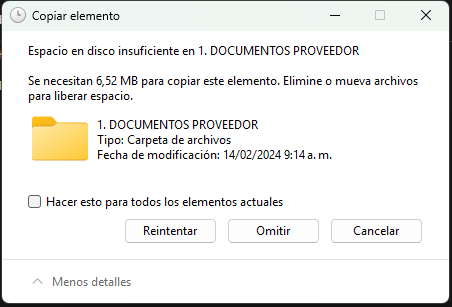 Copiar elemento
Espacio en disco insuficiente en 1. DOCUMENTOS PROVEEDOR
Se necesitan 6,52 MB para copiar este elemento. Elimine o mueva archivos
para liberar espacio.
1. DOCUMENTOS PROVEEDOR
Tipo: Carpeta de archivos
Fecha de modificación: 14/02/2024 9:14 a. m.
Hacer esto para todos los elementos actuales
Reintentar
Omitir
Cancelar
Menos detalles